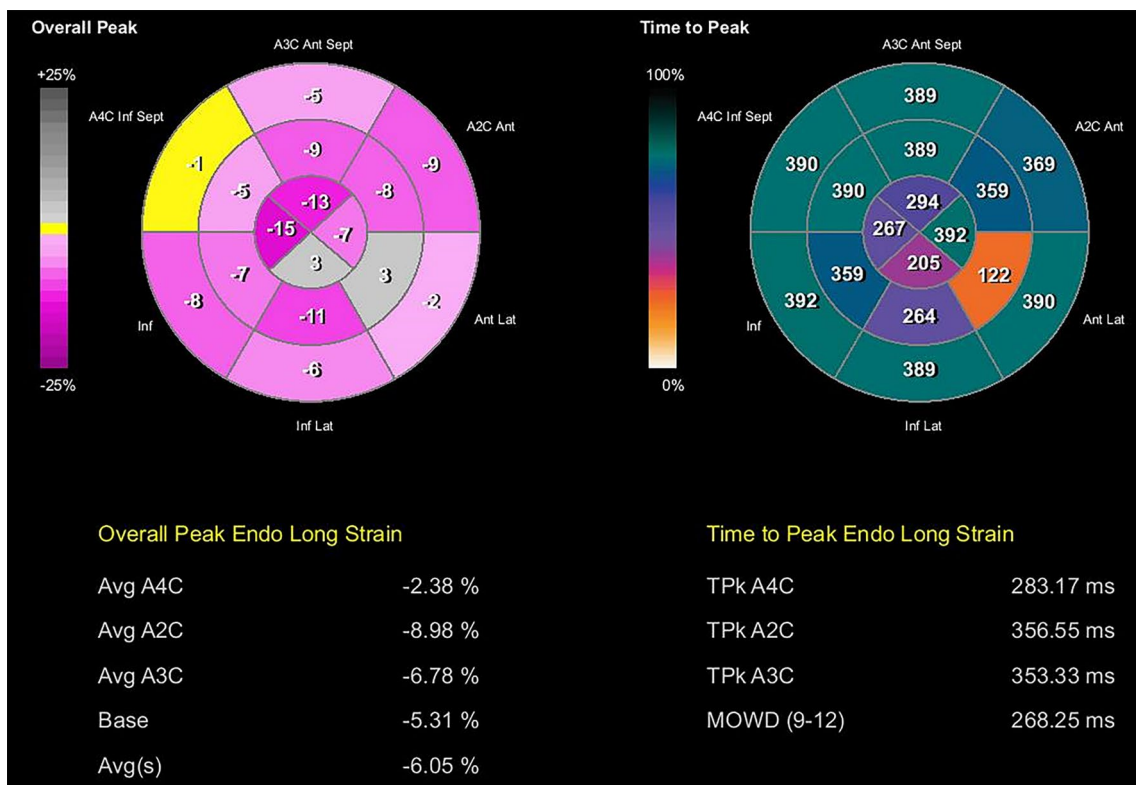 Overall Peak
Time to Peak
A3C Ant Sept
A3C Ant Sept
+25%
100%
A4C Inf Sept
A4C Inf Sept
A2C Ant
A2C Ant
-5
389
-1
-9
-9
390
389
369
-5
-8
390
359
-13
294
-15
-7
267
392
3
205
-7
3
359
122
-8
-2
392
390
-11
264
Inf
Ant Lat
Inf
Ant Lat
-6
389
-25%
0%
Inf Lat
Inf Lat
Overall Peak Endo Long Strain
Avg A4C -2.38 %
Avg A2C -8.98 %
Avg A3C -6.78 %
Base -5.31 %
Avg(s) -6.05 %
Time to Peak Endo Long Strain
TPk A4C 283.17 ms
TPk A2C 356.55 ms
TPk A3C 353.33 ms
MOWD (9-12) 268.25 ms